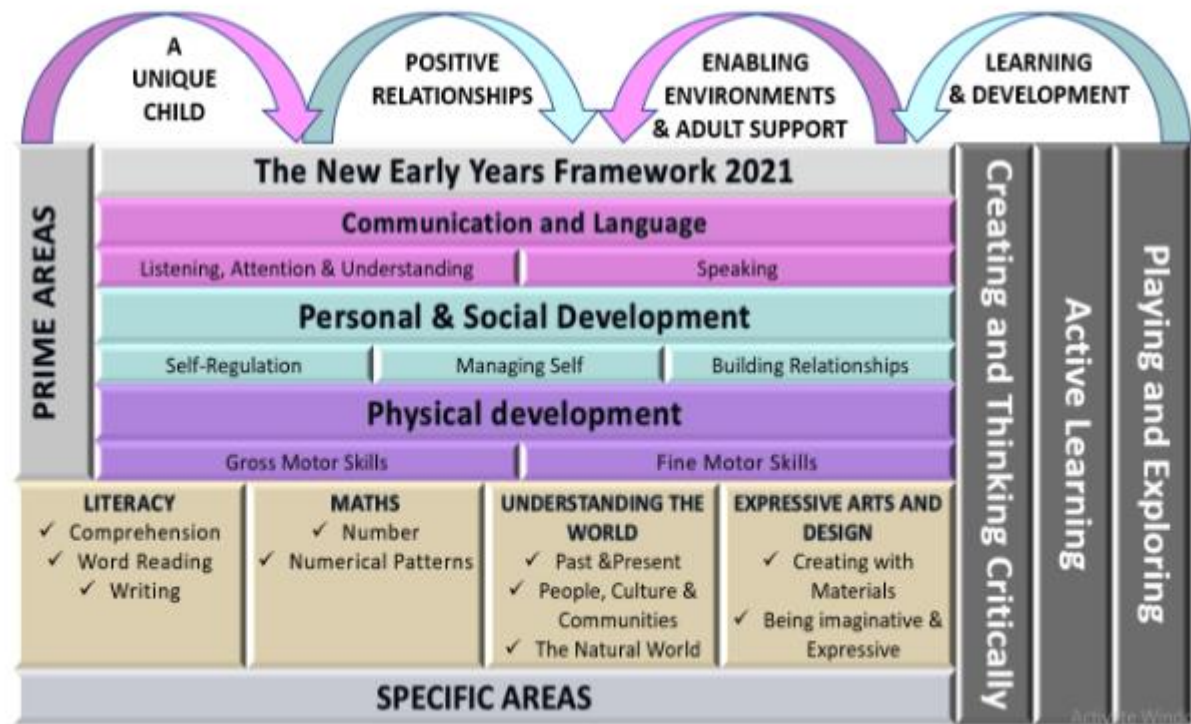 A
UNIQUE
CHILD
POSITIVE
RELATIONSHIPS
ENABLING
ENVIRONMENTS
& ADULT SUPPORT
LEARNING
& DEVELOPMENT
PRIME AREAS
The New Early Years Framework 2021
Communication and Language
Listening, Attention & Understanding
Speaking
Personal & Social Development
Self-Regulation
Managing Self
Building Relationships
Physical development
Gross Motor Skills
Fine Motor Skills
LITERACY
✓ Comprehension
✓ Word Reading
✓ Writing
MATHS
✓ Number
✓ Numerical Patterns
UNDERSTANDING THE
WORLD
✓ Past &Present
✓ People, Culture &
Communities
✓ The Natural World
EXPRESSIVE ARTS AND
DESIGN
✓ Creating with
Materials
✓ Being imaginative &
Expressive
SPECIFIC AREAS
Creating and Thinking Critically
Active Learning
Playing and Exploring